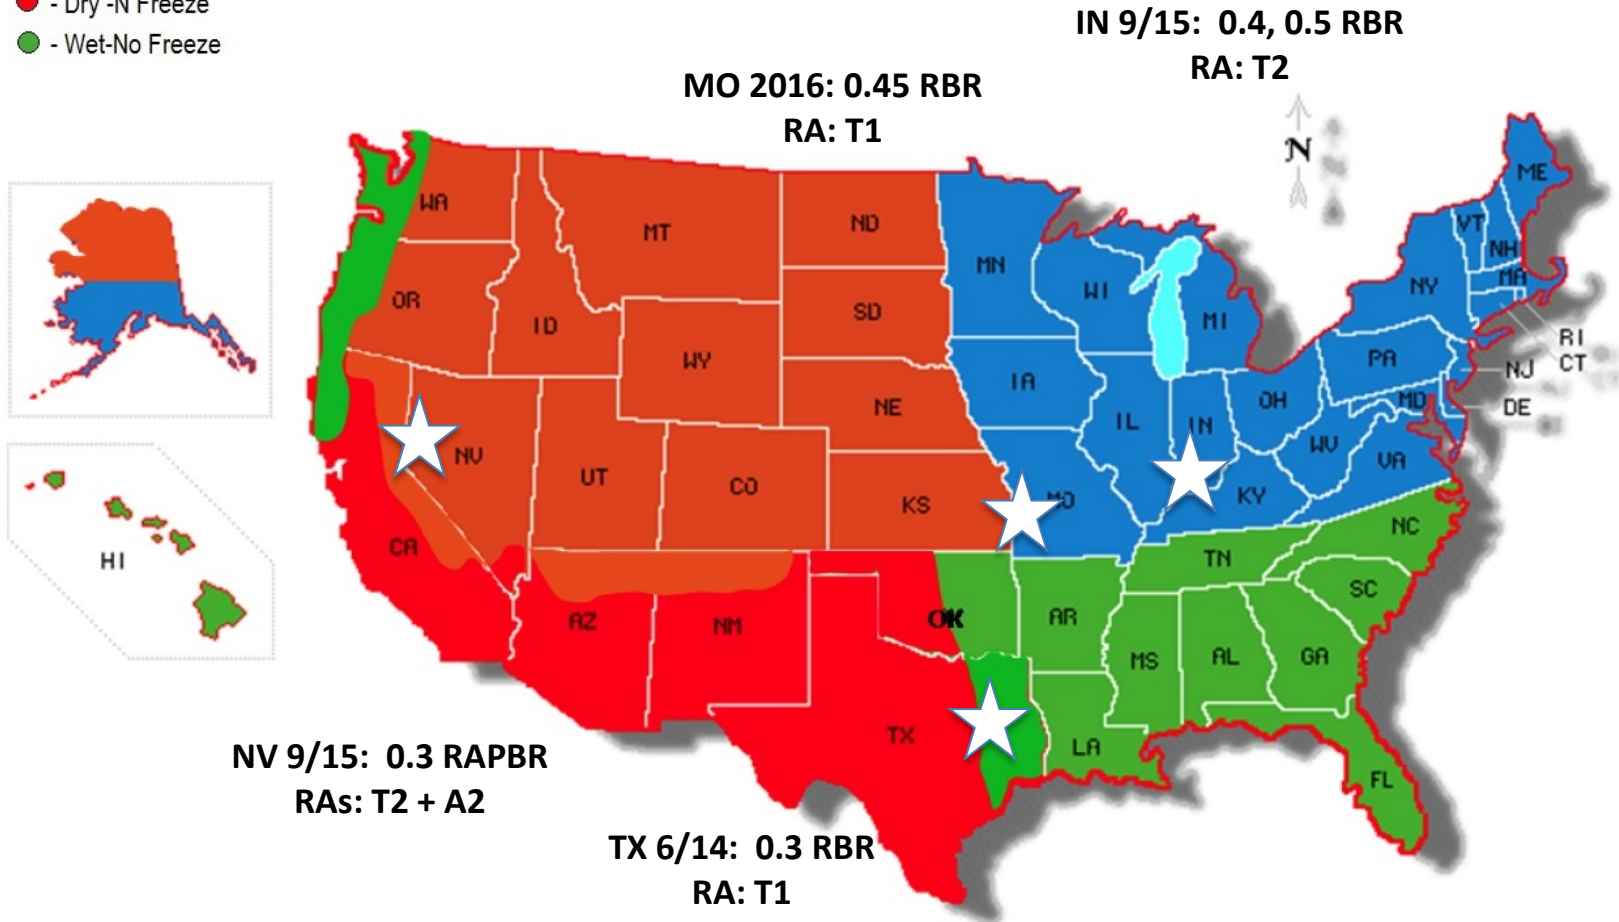 - Dry -N Freeze
- Wet-No Freeze
IN 9/15: 0.4, 0.5 RBR
RA: T2
MO 2016: 0.45 RBR
RA: T1
N
ME
WA
VT
MT
ND
NH
MN
MA
NY
WI
OR
SD
MI
ID
RI
PA
WY
CT
NJ
IA
OH
MD
NE
DE
IL
IN
WV
NV
VA
UT
CO
KY
MO
KS
NC
CA
TN
HI
SC
AZ
NM
OK
AR
MS
AL
GA
TX
LA
FL
NV 9/15: 0.3 RAPBR
RAs: T2 + A2
TX 6/14: 0.3 RBR
RA: T1